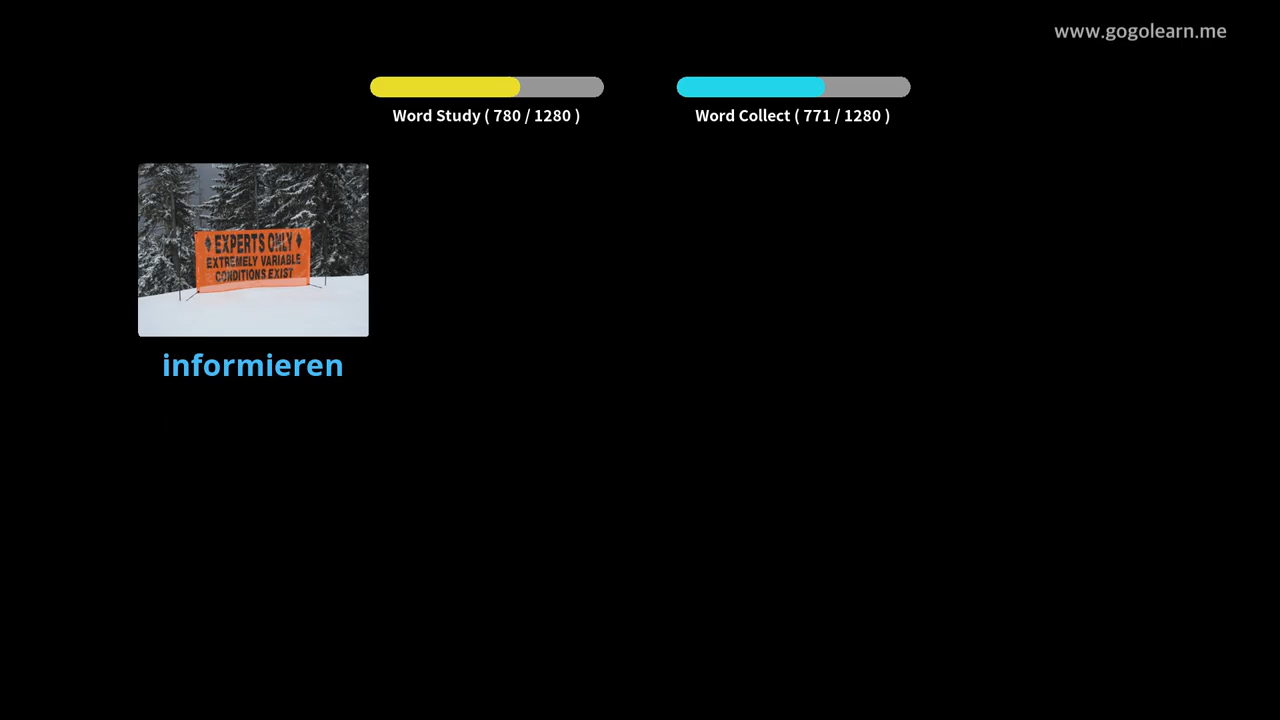 www.gogolearn.me
Word Study ( 780 / 1280 )
Word Collect ( 771 / 1280 )
EXPERTS ONLY
EXTREMELY VARIABLE
CONDITIONS EXIST
informieren